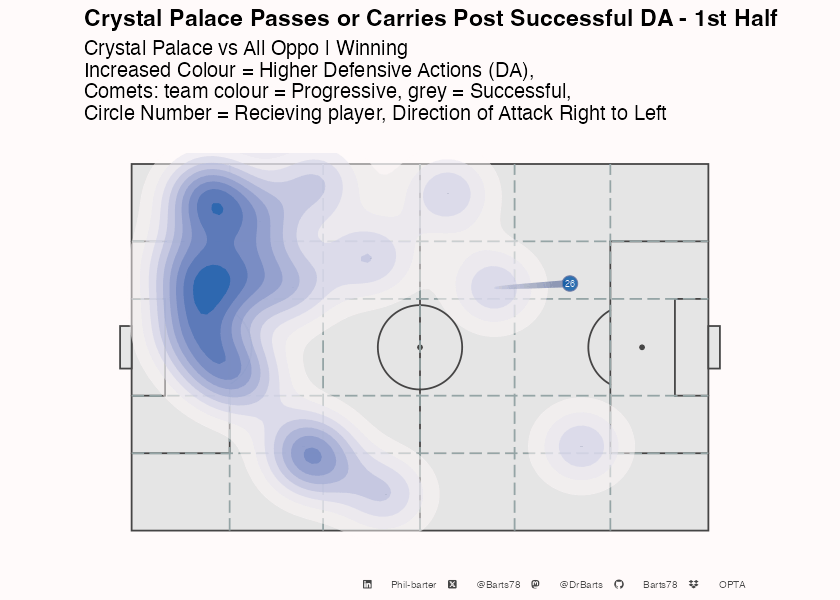 Crystal Palace Passes or Carries Post Successful DA - 1st Half
Crystal Palace vs All Oppo | Winning
Increased Colour = Higher Defensive Actions (DA),
Comets: team colour = Progressive, grey = Successful,
Circle Number = Recieving player, Direction of Attack Right to Left
26
Phil-barter @Barts78 @DrBarts Barts78 OPTA